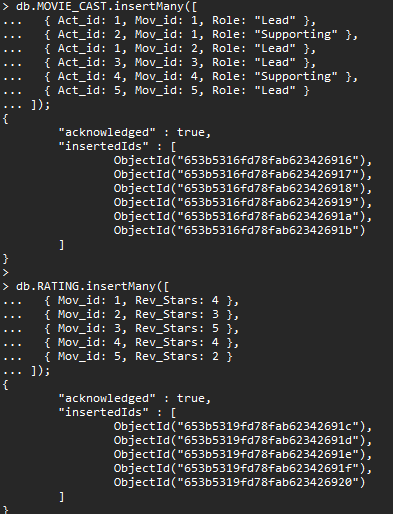 > db.MOVIE_CAST.insertMany([
...   { Act_id: 1, Mov_id: 1, Role: "Lead" },
...   { Act_id: 2, Mov_id: 1, Role: "Supporting" },
...   { Act_id: 1, Mov_id: 2, Role: "Lead" },
...   { Act_id: 3, Mov_id: 3, Role: "Lead" },
...   { Act_id: 4, Mov_id: 4, Role: "Supporting" },
...   { Act_id: 5, Mov_id: 5, Role: "Lead" }
... ]);
{
        "acknowledged" : true,
        "insertedIds" : [
                ObjectId("653b5316fd78fab623426916"),
                ObjectId("653b5316fd78fab623426917"),
                ObjectId("653b5316fd78fab623426918"),
                ObjectId("653b5316fd78fab623426919"),
                ObjectId("653b5316fd78fab62342691a"),
                ObjectId("653b5316fd78fab62342691b")
        ]
}
>
> db.RATING.insertMany([
...   { Mov_id: 1, Rev_Stars: 4 },
...   { Mov_id: 2, Rev_Stars: 3 },
...   { Mov_id: 3, Rev_Stars: 5 },
...   { Mov_id: 4, Rev_Stars: 4 },
...   { Mov_id: 5, Rev_Stars: 2 }
... ]);
{
        "acknowledged" : true,
        "insertedIds" : [
                ObjectId("653b5319fd78fab62342691c"),
                ObjectId("653b5319fd78fab62342691d"),
                ObjectId("653b5319fd78fab62342691e"),
                ObjectId("653b5319fd78fab62342691f"),
                ObjectId("653b5319fd78fab623426920")
        ]
}